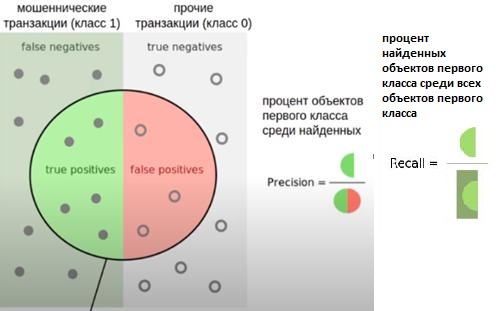 мошеннические
транзакции (класс 1)
прочие
транзакции (класс 0)
false negatives
true negatives
true positives
false positives
процент объектов
первого класса
среди найденных
Precision =
процент
найденных
объектов первого
класса среди всех
объектов первого
класса
Recall =